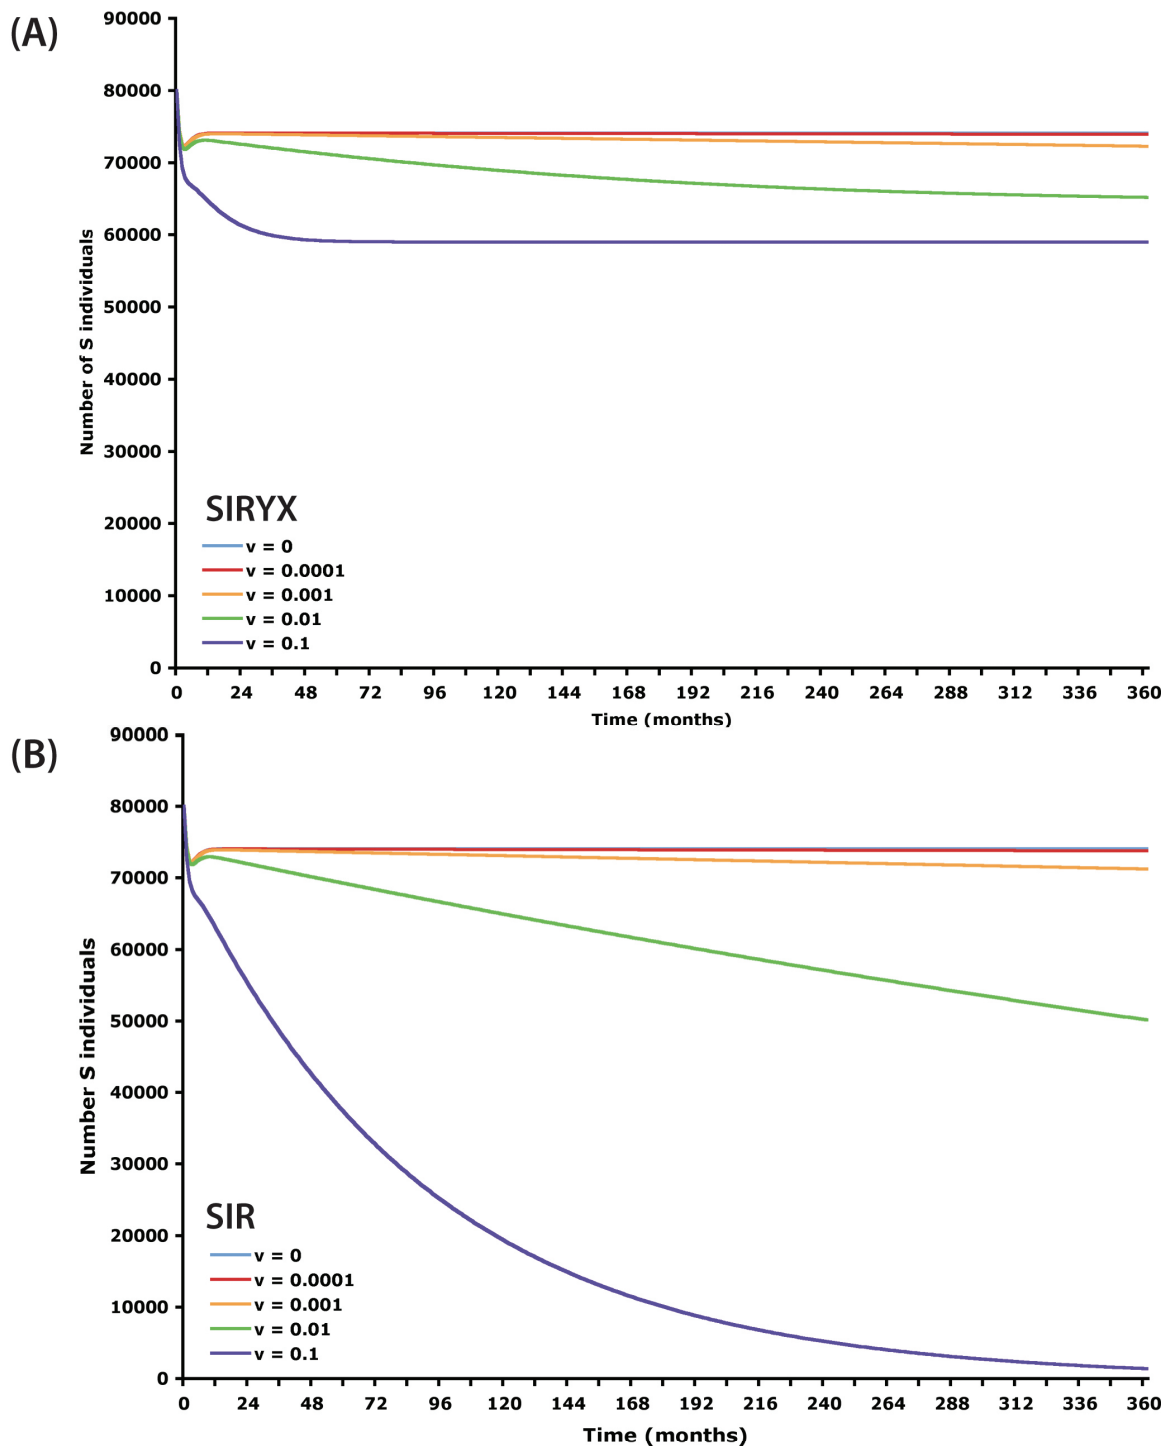 (A)
90000
80000
70000
60000
50000
40000
30000
20000
10000
0
Number of S individuals
SIRYX
v = 0
v = 0.0001
v = 0.001
v = 0.01
v = 0.1
0 24 48 72 96 120 144 168 192 216 240 264 288 312 336 360
Time (months)
(B)
90000
80000
70000
60000
50000
40000
30000
20000
10000
0
Number S individuals
SIR
v = 0
v = 0.0001
v = 0.001
v = 0.01
v = 0.1
0 24 48 72 96 120 144 168 192 216 240 264 288 312 336 360
Time (months)